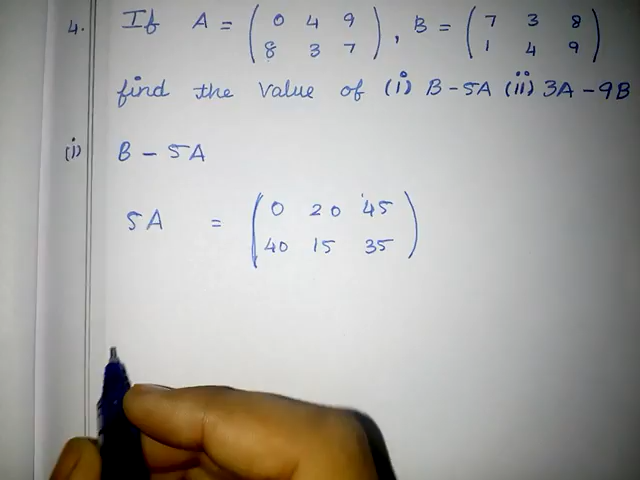 4. If A = ( 0 4 9 ), B = ( 7 3 8 )
8 3 7 1 4 9
find the value of (i) B - 5A (ii) 3A - 9B
(i) B - 5A
5A = ( 0 20 45 )
40 15 35